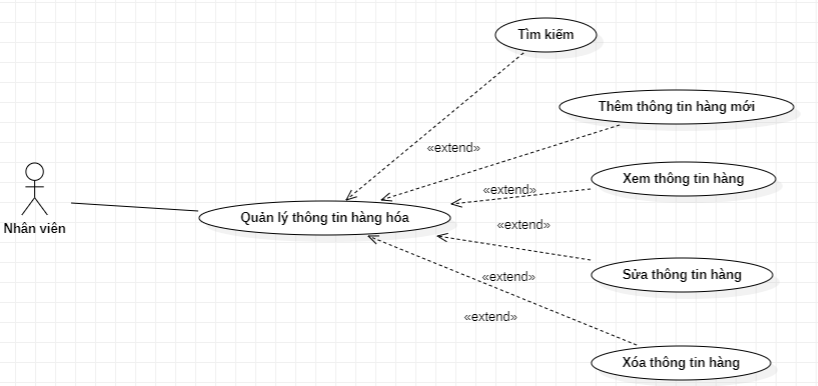 Tìm kiếm
Thêm thông tin hàng mới
«extend»
Xem thông tin hàng
«extend»
Quản lý thông tin hàng hóa
Nhân viên
«extend»
Sửa thông tin hàng
«extend»
«extend»
Xóa thông tin hàng